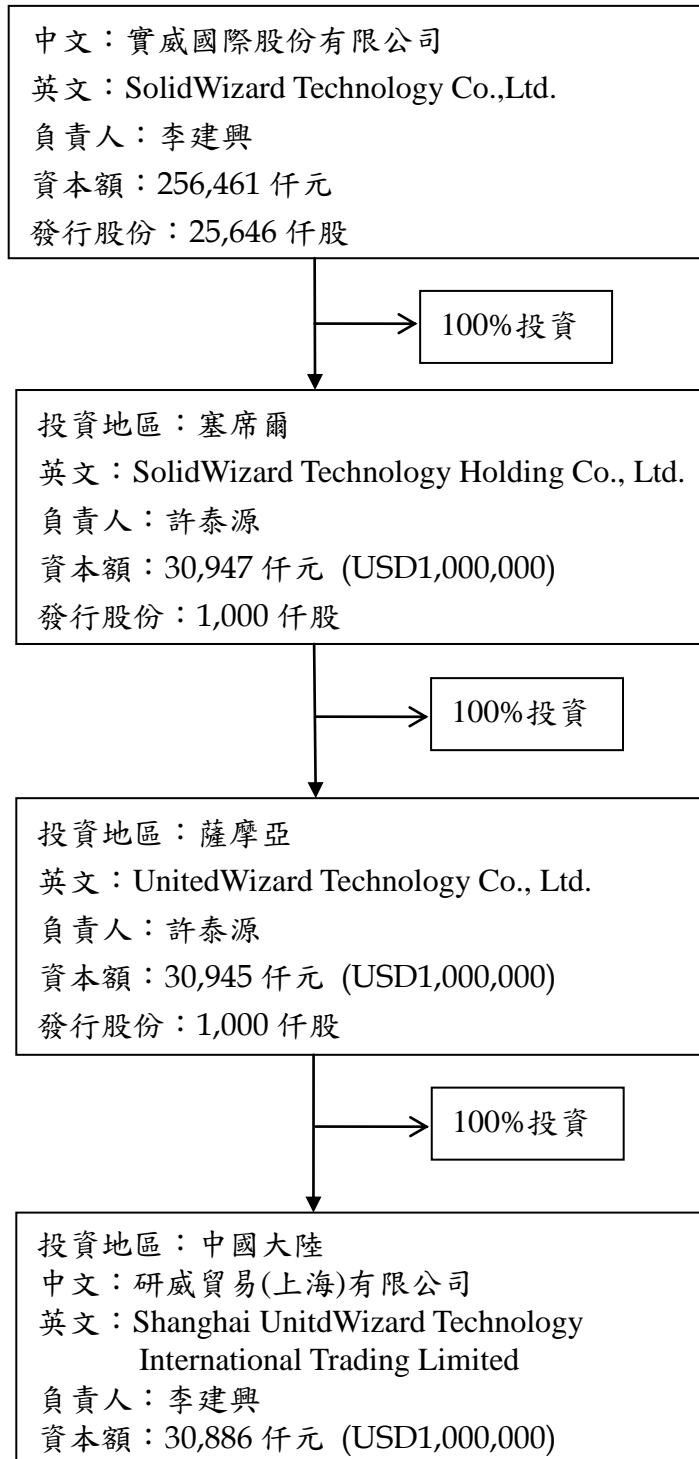 中文：實威國際股份有限公司
英文：SolidWizard Technology Co.,Ltd.
負責人：李建興
資本額：256,461 仟元
發行股份：25,646 仟股
100%投資
投資地區：塞席爾
英文：SolidWizard Technology Holding Co., Ltd.
負責人：許泰源
資本額：30,947 仟元 (USD1,000,000)
發行股份：1,000 仟股
100%投資
投資地區：薩摩亞
英文：UnitedWizard Technology Co., Ltd.
負責人：許泰源
資本額：30,945 仟元 (USD1,000,000)
發行股份：1,000 仟股
100%投資
投資地區：中國大陸
中文：研威貿易(上海)有限公司
英文：Shanghai UnitdWizard Technology
International Trading Limited
負責人：李建興
資本額：30,886 仟元 (USD1,000,000)